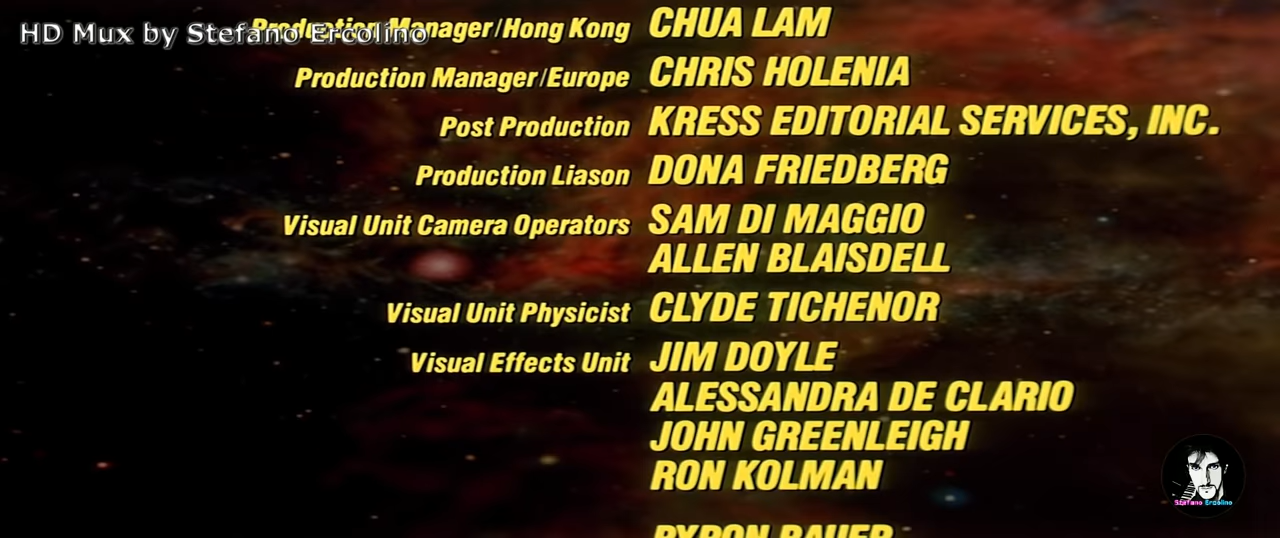 HD Mux by Stefano Ercolino
Production Manager/Hong Kong CHUA LAM
Production Manager/Europe CHRIS HOLENIA
Post Production KRESS EDITORIAL SERVICES, INC.
Production Liason DONA FRIEDBERG
Visual Unit Camera Operators SAM DI MAGGIO
ALLEN BLAISDELL
Visual Unit Physicist CLYDE TICHENOR
Visual Effects Unit JIM DOYLE
ALESSANDRA DE CLARIO
JOHN GREENLEIGH
RON KOLMAN
Stefano Ercolino